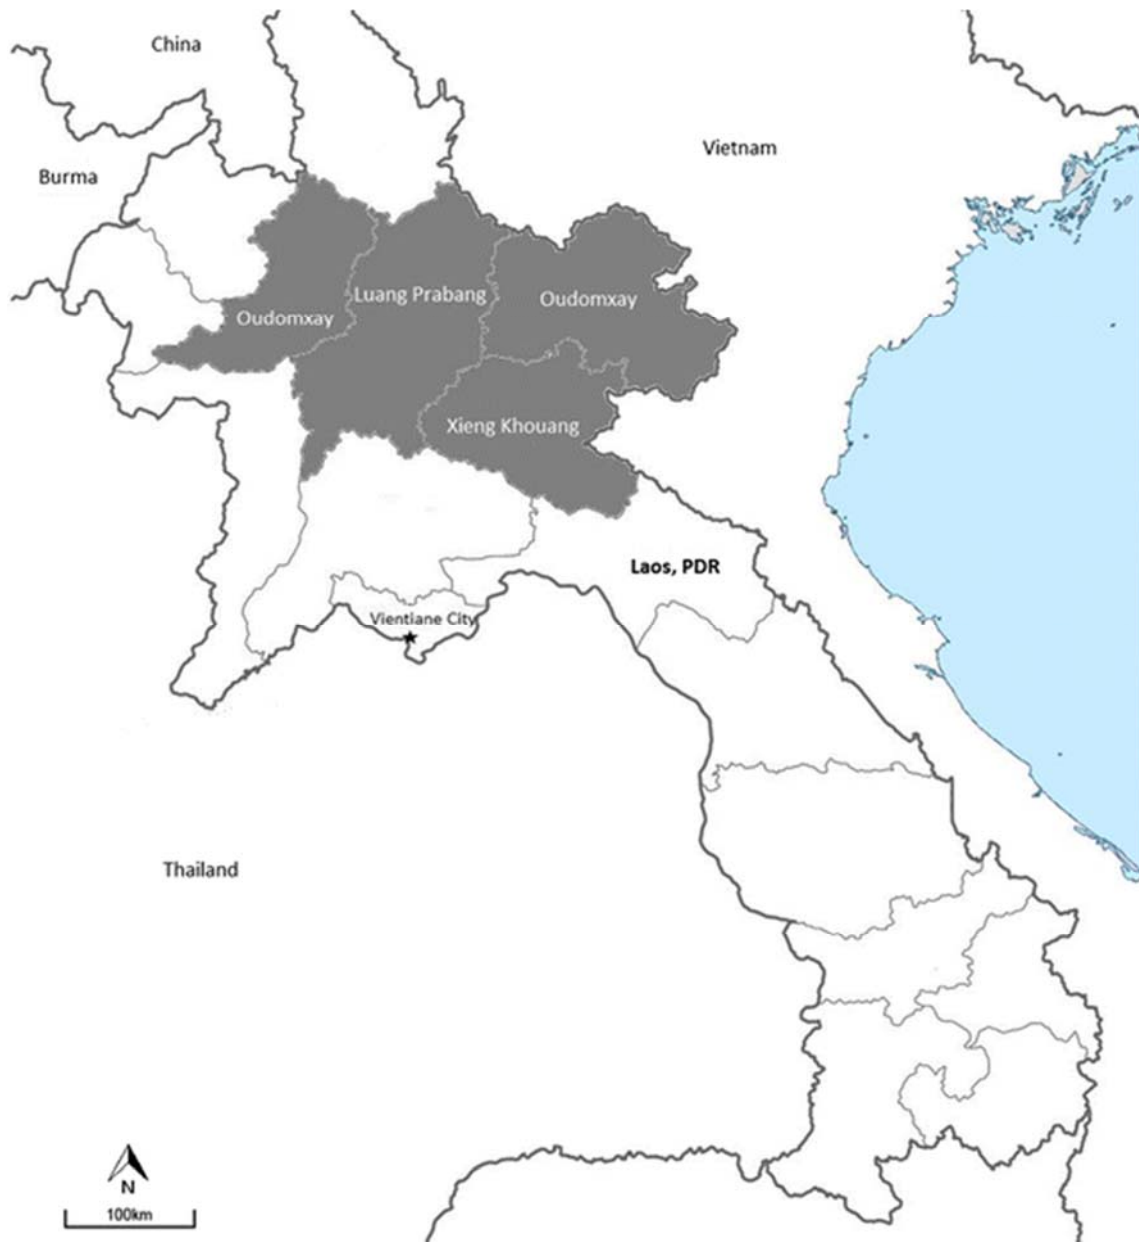 China
Vietnam
Burma
Luang Prabang
Oudomxay
Oudomxay
Xieng Khouang
Laos, PDR
Vientiane City
Thailand
N
100km